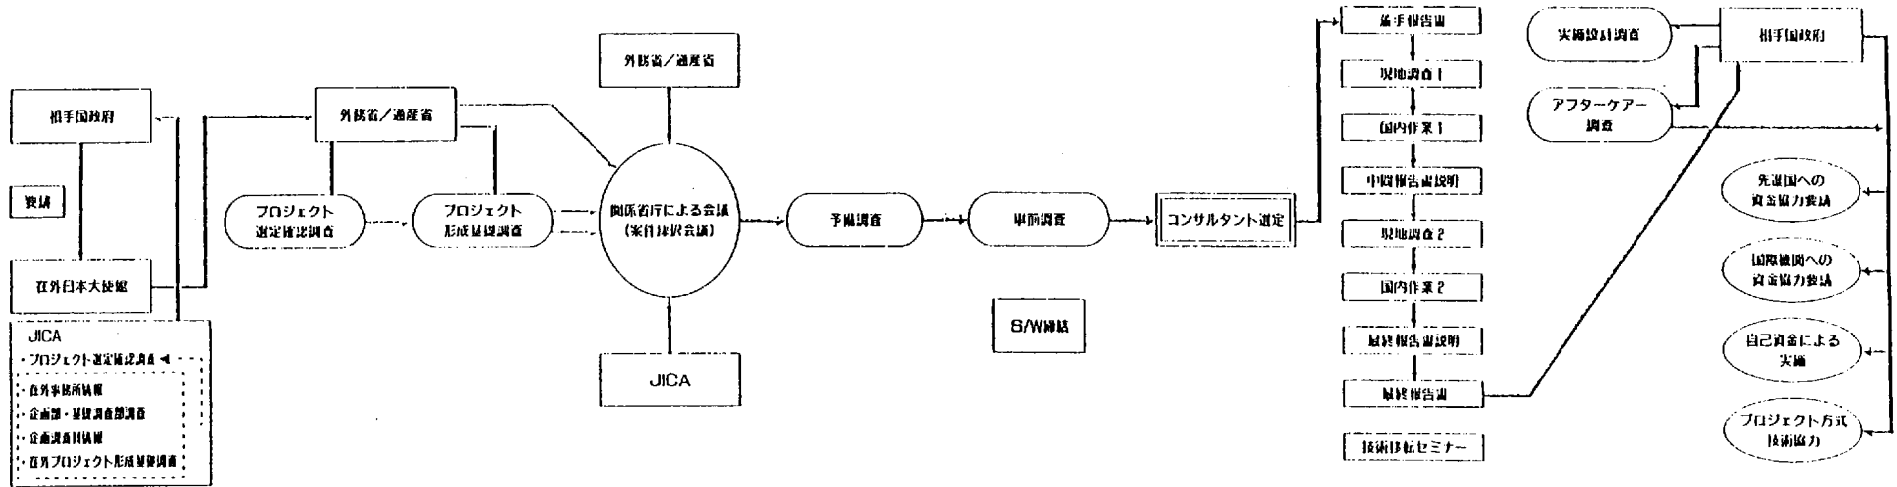 相手国政府
要請
在外日本大使館
JICA
・プロジェクト選定確認調査
・在外事務所情報
・企画部・基礎調査部調査
・企画調査員情報
・在外プロジェクト形成基礎調査
外務省／通産省
プロジェクト
選定確認調査
プロジェクト
形成基礎調査
外務省／通産省
関係省庁による会議
（案件採択会議）
JICA
予備調査
事前調査
S/W締結
コンサルタント選定
着手報告書
現地調査1
国内作業1
中間報告書説明
現地調査2
国内作業2
最終報告書説明
最終報告書
技術移転セミナー
実施設計調査
アフターケアー
調査
相手国政府
先進国への
資金協力要請
国際機関への
資金協力要請
自己資金による
実施
プロジェクト方式
技術協力